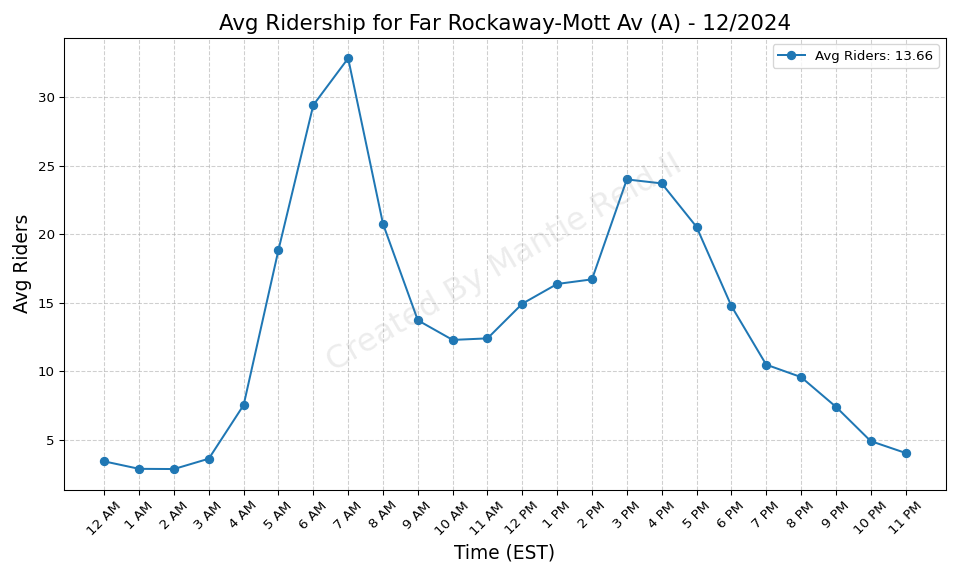 Avg Ridership for Far Rockaway-Mott Av (A) - 12/2024
Avg Riders: 13.66
Avg Riders
30
25
20
15
10
5
Created By Mantie Reid II
12 AM
1 AM
2 AM
3 AM
4 AM
5 AM
6 AM
7 AM
8 AM
9 AM
10 AM
11 AM
12 PM
1 PM
2 PM
3 PM
4 PM
5 PM
6 PM
7 PM
8 PM
9 PM
10 PM
11 PM
Time (EST)